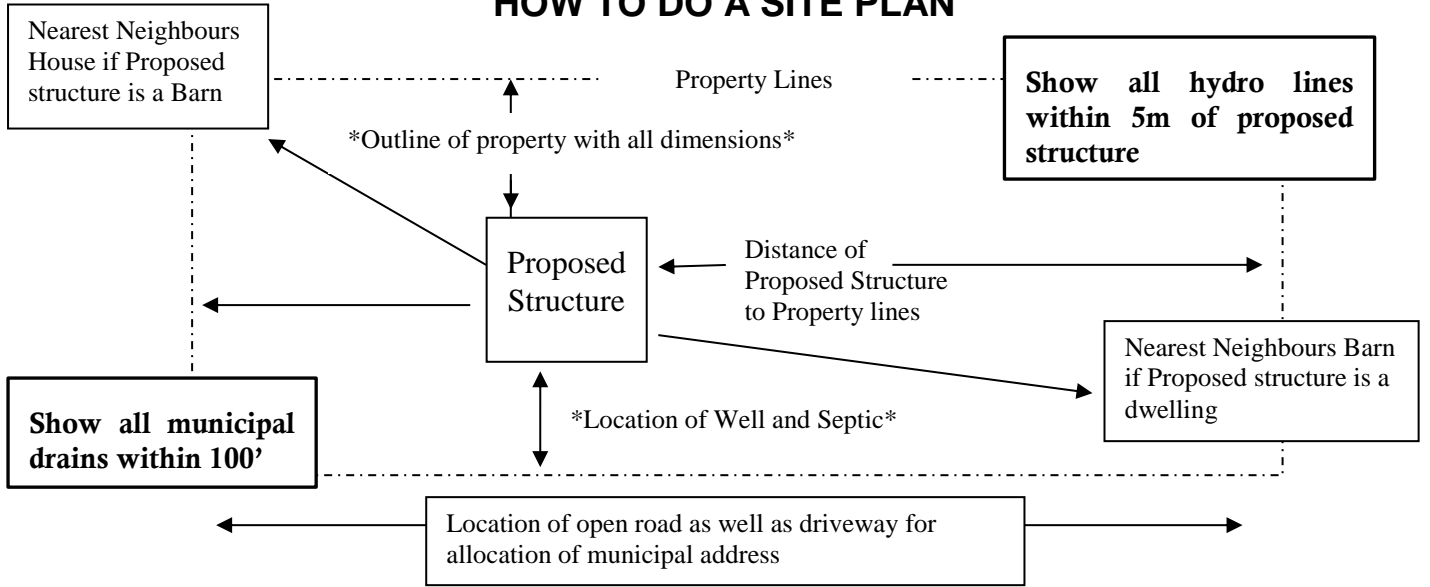 HOW TO DO A SITE PLAN
Nearest Neighbours
House if Proposed
structure is a Barn
Property Lines
Show all hydro lines
within 5m of proposed
structure
*Outline of property with all dimensions*
Proposed
Structure
Distance of
Proposed Structure
to Property lines
Nearest Neighbours Barn
if Proposed structure is a
dwelling
Show all municipal
drains within 100’
*Location of Well and Septic*
Location of open road as well as driveway for
allocation of municipal address